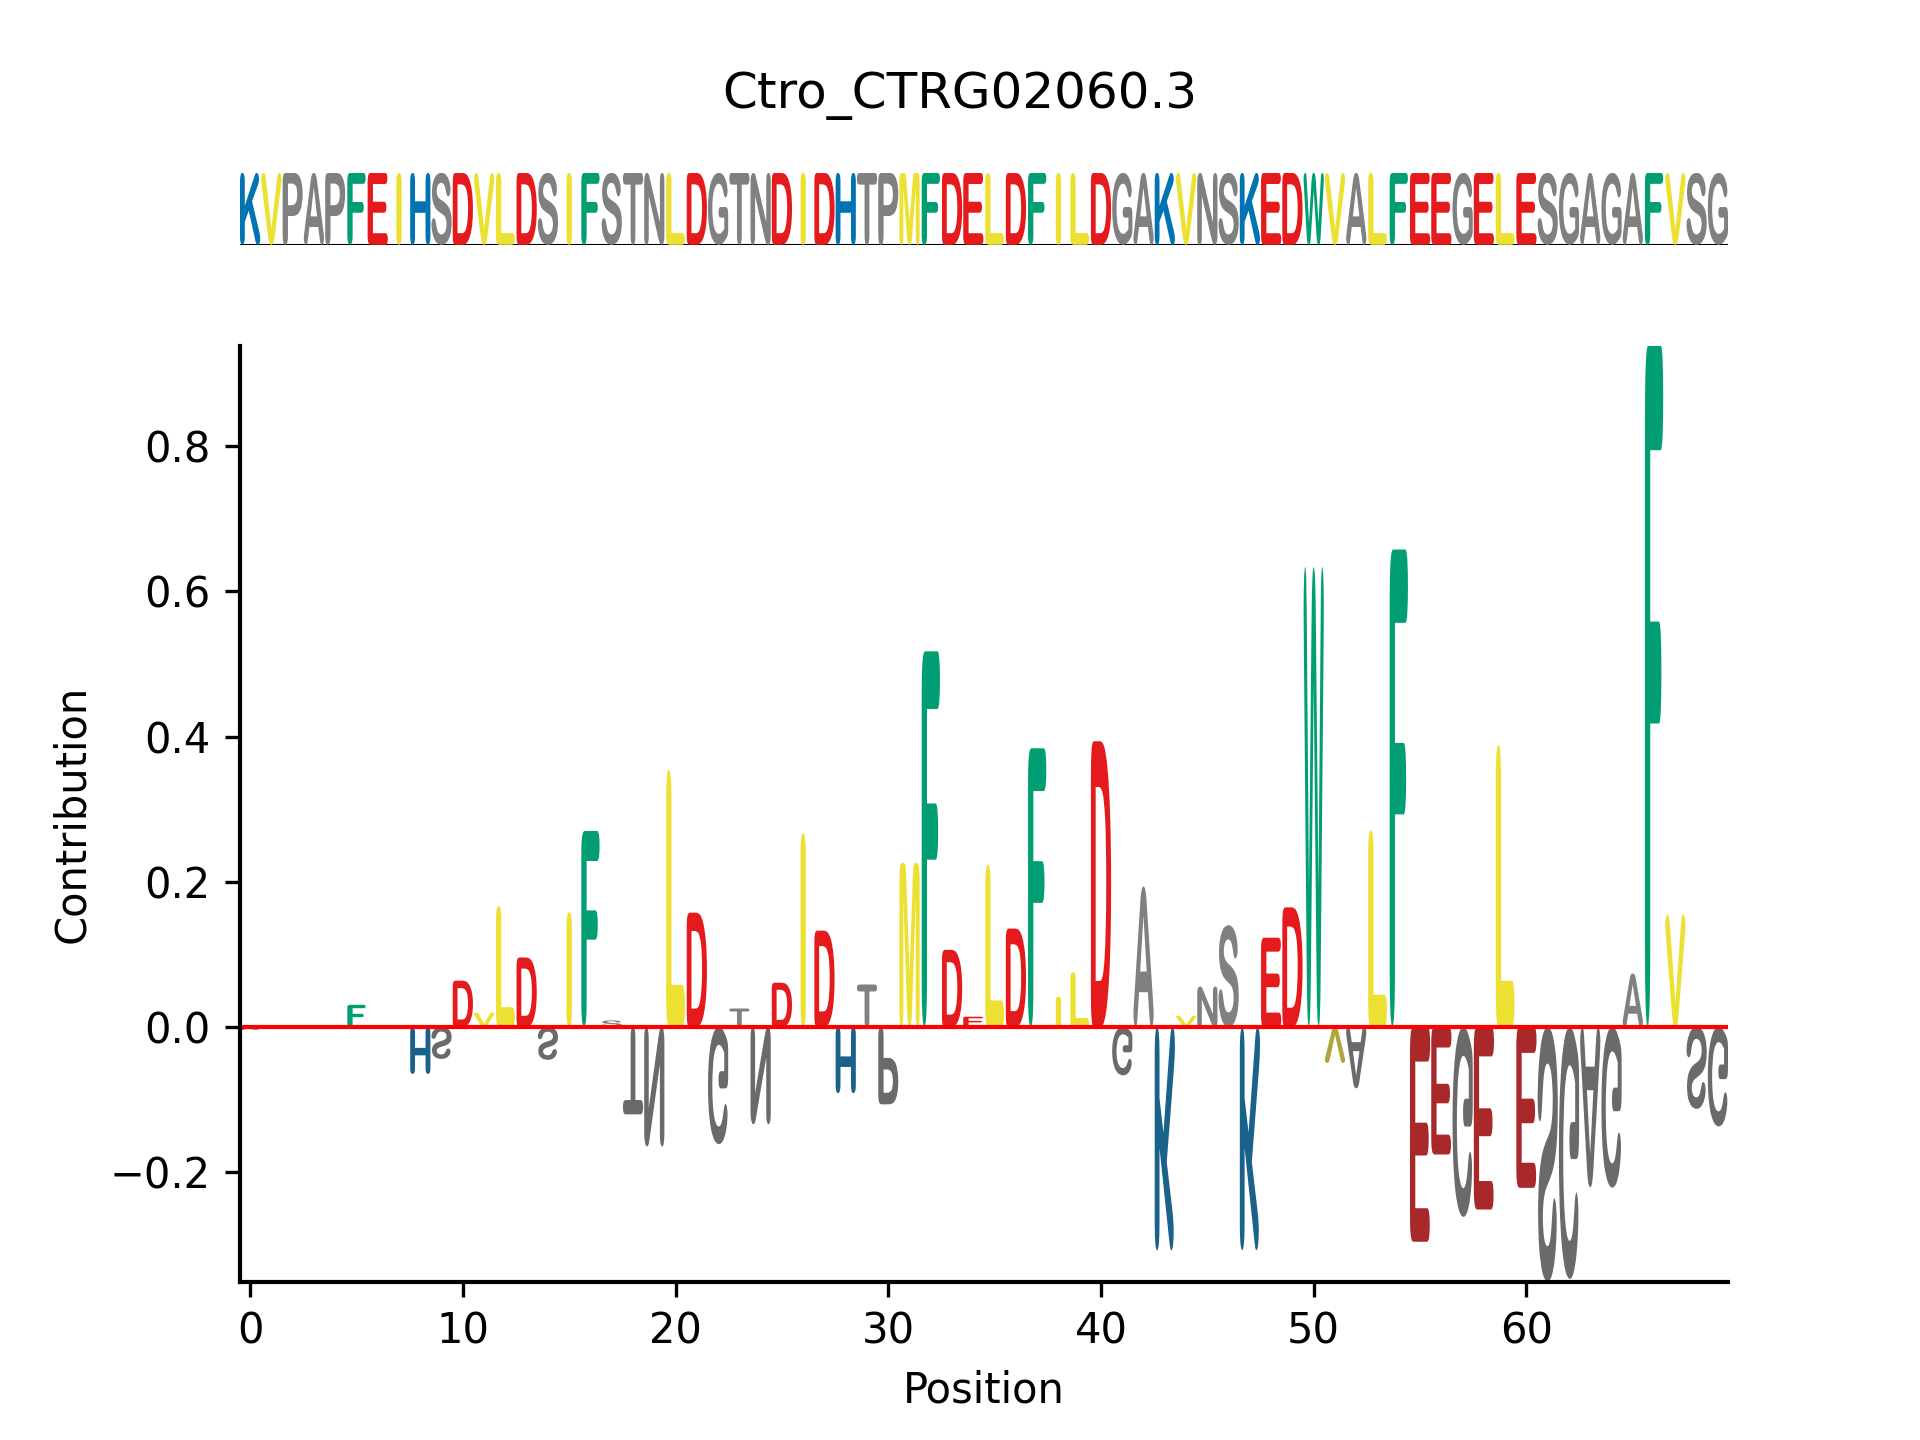 Ctro_CTRG02060.3
KVPAPFEIHSDVLDSIFSTNLDGTNDIDHTPMFDELDFILDGAKVNSKEDWVALFEEGELESGAGAFVSG
0.8
0.6
0.4
0.2
0.0
−0.2
Contribution
FHSDVLDSIFSTNLDGTNDIDHTPMFDELDFILDGAKVNSKEDWVALFEEGELESGAGAFVSG
0 10 20 30 40 50 60
Position